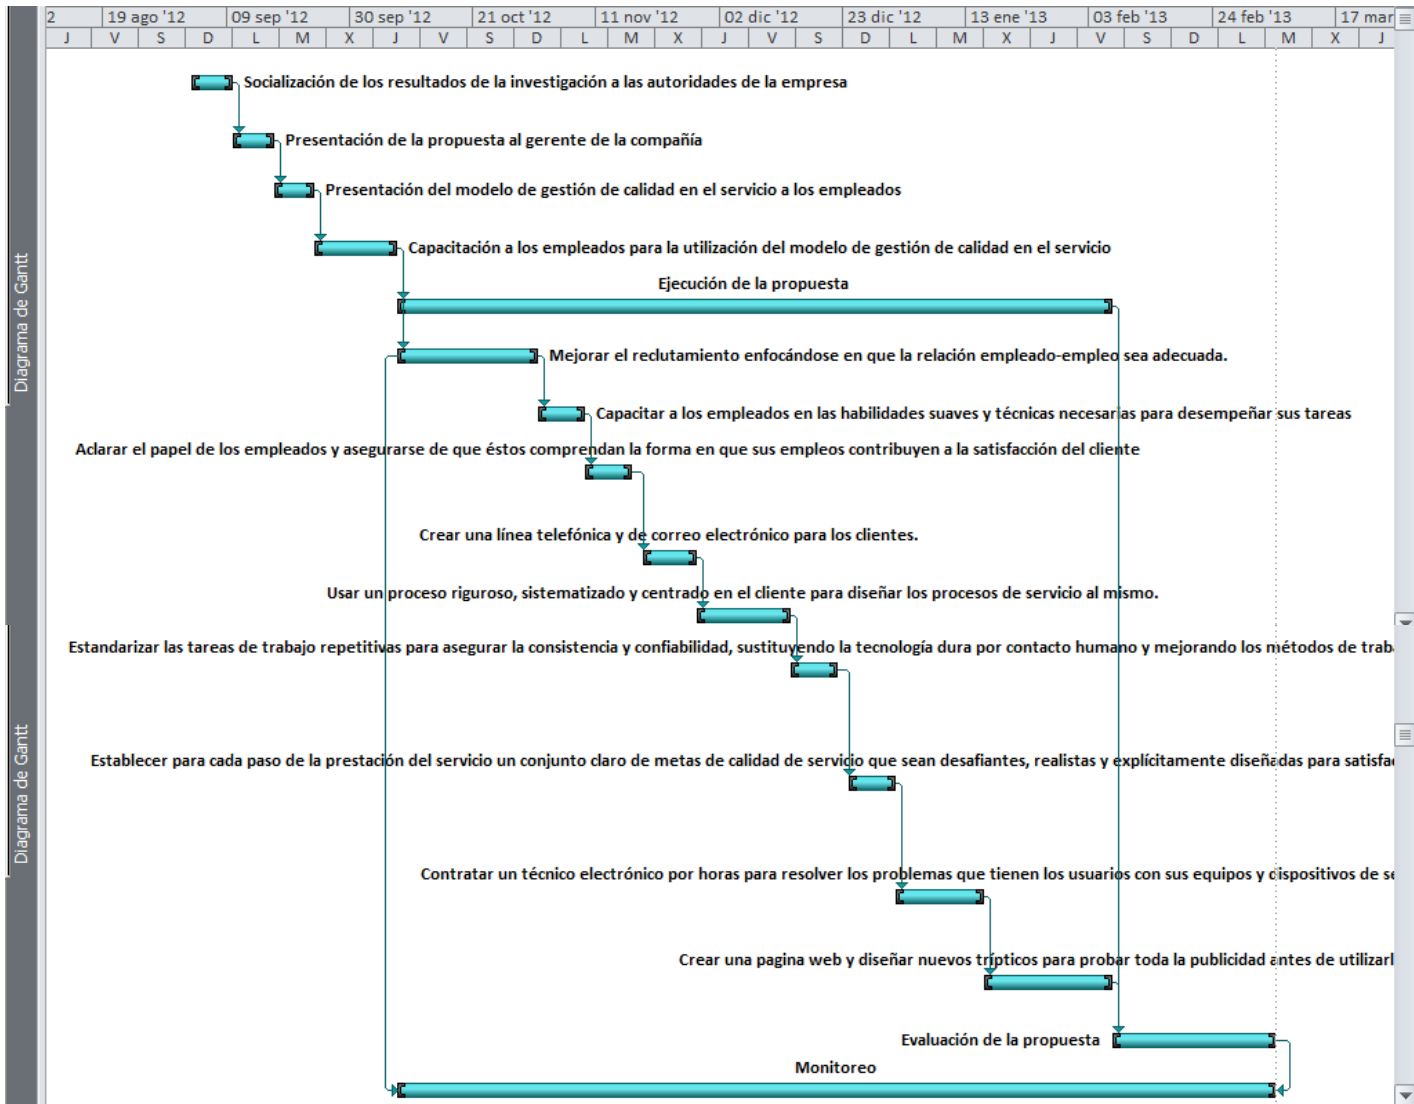 2 19 ago '12 09 sep '12 30 sep '12 21 oct '12 11 nov '12 02 dic '12 23 dic '12 13 ene '13 03 feb '13 24 feb '13 17 mar
J V S D L M X J V S D L M X J V S D L M X J V S D L M X J
Socialización de los resultados de la investigación a las autoridades de la empresa
Presentación de la propuesta al gerente de la compañía
Presentación del modelo de gestión de calidad en el servicio a los empleados
Capacitación a los empleados para la utilización del modelo de gestión de calidad en el servicio
Diagrama de Gantt
Ejecución de la propuesta
Mejorar el reclutamiento enfocándose en que la relación empleado-empleo sea adecuada.
Capacitar a los empleados en las habilidades suaves y técnicas necesarias para desempeñar sus tareas
Aclarar el papel de los empleados y asegurarse de que éstos comprendan la forma en que sus empleos contribuyen a la satisfacción del cliente
Crear una línea telefónica y de correo electrónico para los clientes.
Usar un proceso riguroso, sistematizado y centrado en el cliente para diseñar los procesos de servicio al mismo.
Estandarizar las tareas de trabajo repetitivas para asegurar la consistencia y confiabilidad, sustituyendo la tecnología dura por contacto humano y mejorando los métodos de trab
Diagrama de Gantt
Establecer para cada paso de la prestación del servicio un conjunto claro de metas de calidad de servicio que sean desafiantes, realistas y explícitamente diseñadas para satisfa
Contratar un técnico electrónico por horas para resolver los problemas que tienen los usuarios con sus equipos y dispositivos de se
Crear una pagina web y diseñar nuevos trípticos para probar toda la publicidad antes de utilizarl
Evaluación de la propuesta
Monitoreo